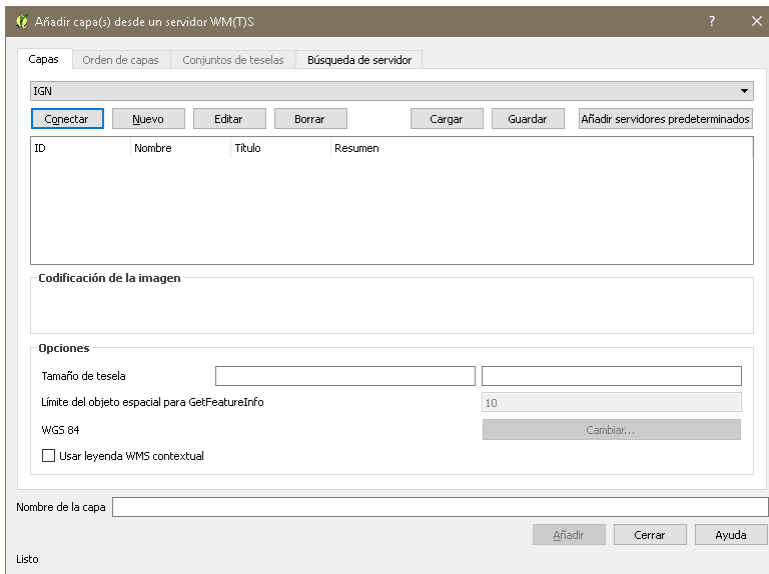 Añadir capa(s) desde un servidor WM(T)S
Capas Orden de capas Conjuntos de teselas Búsqueda de servidor
IGN
Conectar Nuevo Editar Borrar Cargar Guardar Añadir servidores predeterminados
ID Nombre Título Resumen
Codificación de la imagen
Opciones
Tamaño de tesela
Límite del objeto espacial para GetFeatureInfo 10
WGS 84 Cambiar...
Usar leyenda WMS contextual
Nombre de la capa
Añadir Cerrar Ayuda
Listo